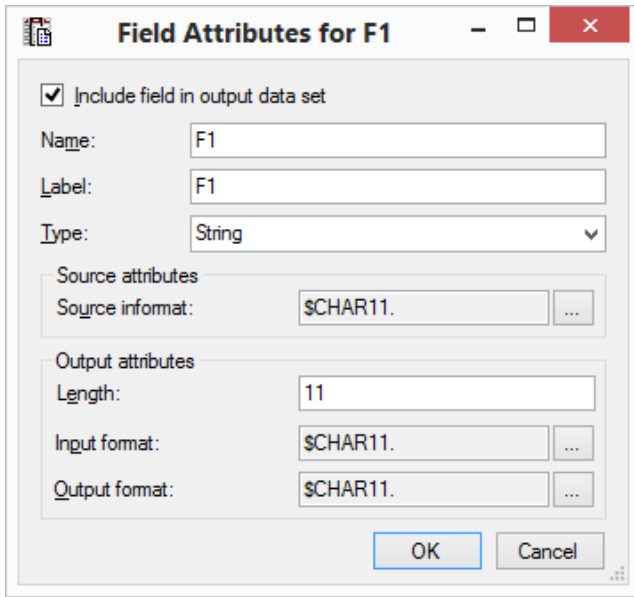 Field Attributes for F1
Include field in output data set
Name: F1
Label: F1
Type: String
Source attributes
Source informat: $CHAR11. ...
Output attributes
Length: 11
Input format: $CHAR11. ...
Output format: $CHAR11. ...
OK Cancel